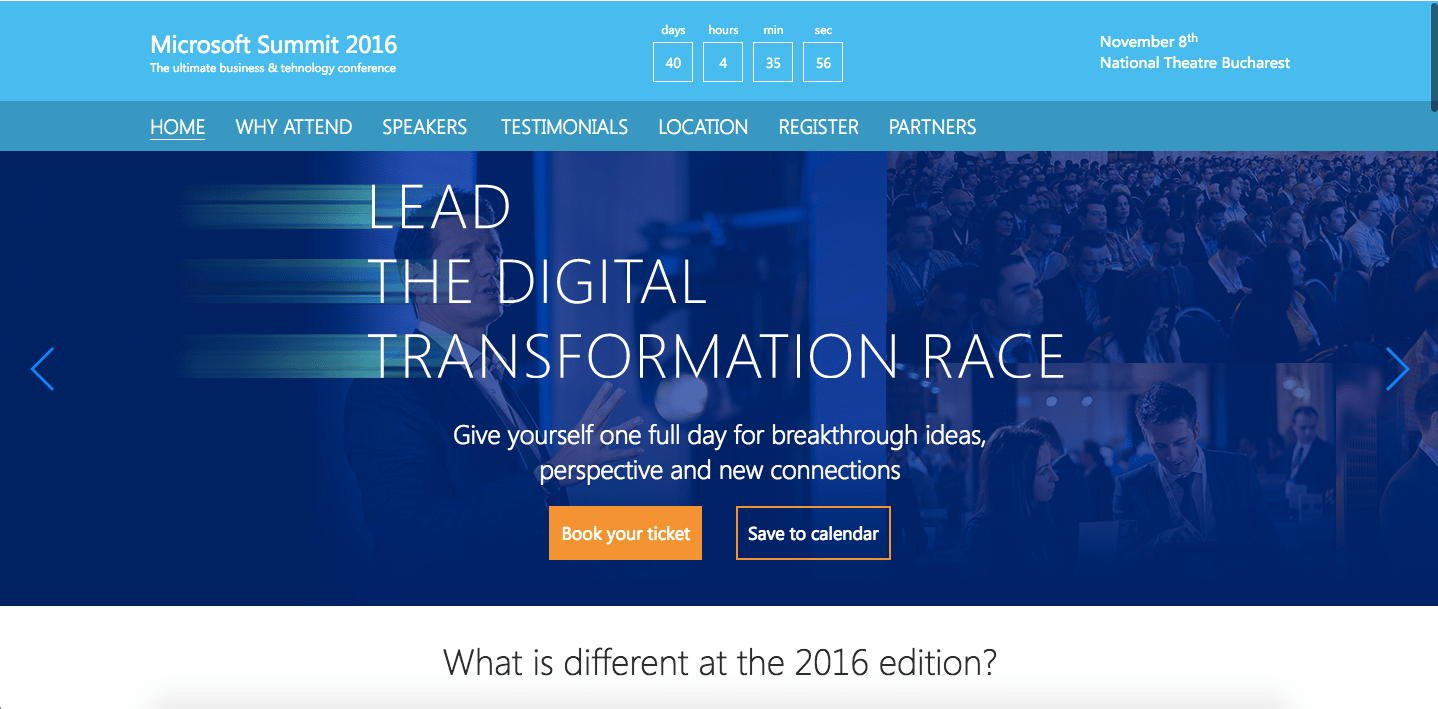 Microsoft Summit 2016
The ultimate business & tehnology conference
days hours min sec
40 4 35 56
November 8th
National Theatre Bucharest
HOME WHY ATTEND SPEAKERS TESTIMONIALS LOCATION REGISTER PARTNERS
LEAD
THE DIGITAL
TRANSFORMATION RACE
Give yourself one full day for breakthrough ideas,
perspective and new connections
Book your ticket Save to calendar
What is different at the 2016 edition?